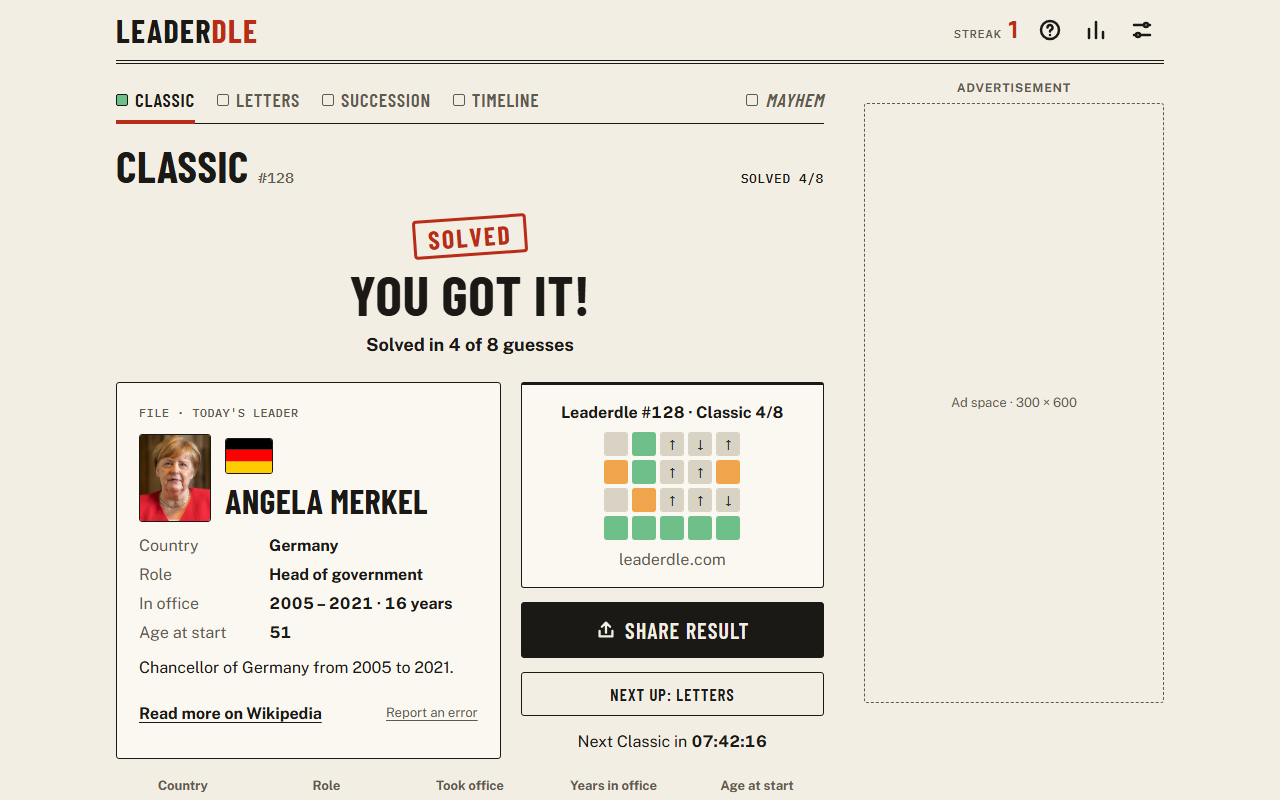 LEADERDLE
STREAK 1
CLASSIC
LETTERS
SUCCESSION
TIMELINE
MAYHEM
ADVERTISEMENT
CLASSIC #128
SOLVED 4/8
SOLVED
YOU GOT IT!
Solved in 4 of 8 guesses
FILE · TODAY'S LEADER
ANGELA MERKEL
Country Germany
Role Head of government
In office 2005 – 2021 · 16 years
Age at start 51
Chancellor of Germany from 2005 to 2021.
Read more on Wikipedia
Report an error
Leaderdle #128 · Classic 4/8
↑ ↓ ↑
↑ ↑
↑ ↑ ↓
leaderdle.com
SHARE RESULT
NEXT UP: LETTERS
Next Classic in 07:42:16
Ad space · 300 × 600
Country Role Took office Years in office Age at start